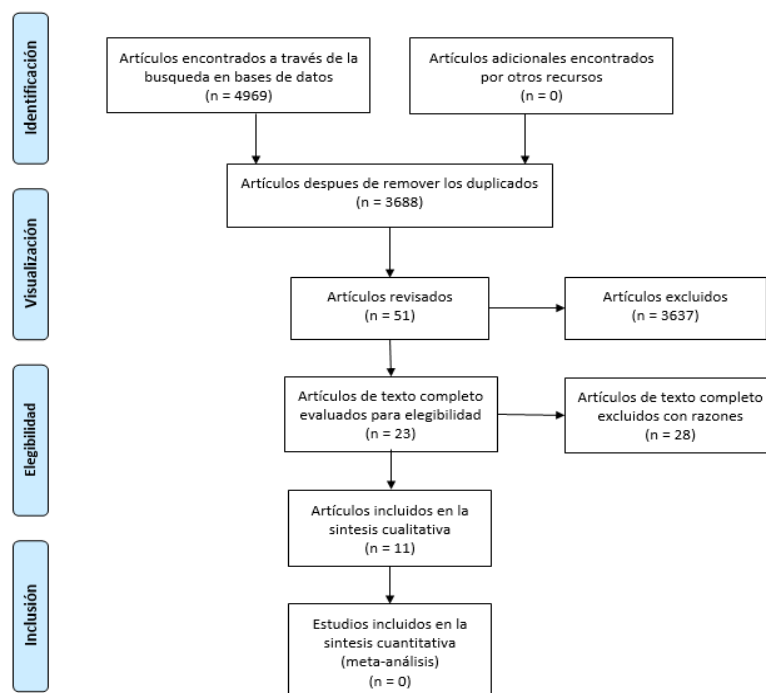 Identificación
Artículos encontrados a través de la
busqueda en bases de datos
(n = 4969)
Artículos adicionales encontrados
por otros recursos
(n = 0)
Artículos despues de remover los duplicados
(n = 3688)
Visualización
Artículos revisados
(n = 51)
Artículos excluidos
(n = 3637)
Elegibilidad
Artículos de texto completo
evaluados para elegibilidad
(n = 23)
Artículos de texto completo
excluidos con razones
(n = 28)
Artículos incluidos en la
sintesis cualitativa
(n = 11)
Inclusión
Estudios incluidos en la
sintesis cuantitativa
(meta-análisis)
(n = 0)